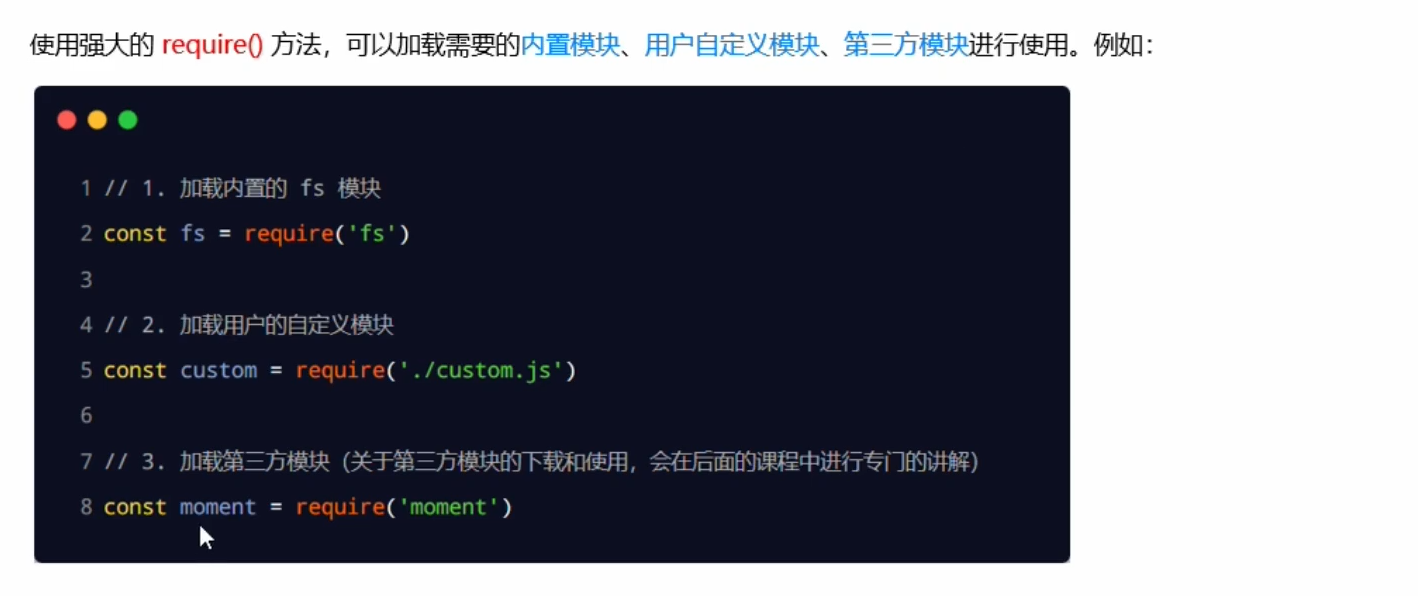 使用强大的 require() 方法，可以加载需要的内置模块、用户自定义模块、第三方模块进行使用。例如：
1 // 1. 加载内置的 fs 模块
2 const fs = require('fs')
3
4 // 2. 加载用户的自定义模块
5 const custom = require('./custom.js')
6
7 // 3. 加载第三方模块（关于第三方模块的下载和使用，会在后面的课程中进行专门的讲解）
8 const moment = require('moment')